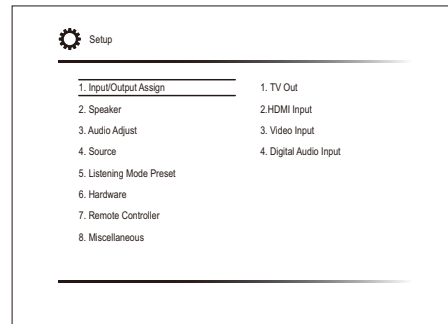 Setup
1. Input/Output Assign
2. Speaker
3. Audio Adjust
4. Source
5. Listening Mode Preset
6. Hardware
7. Remote Controller
8. Miscellaneous
1. TV Out
2.HDMI Input
3. Video Input
4. Digital Audio Input